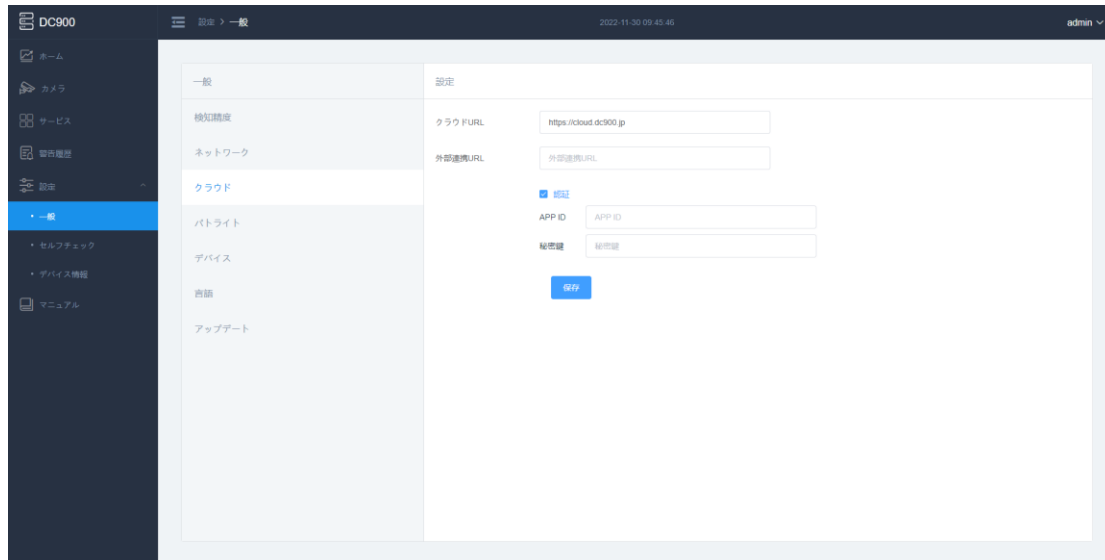 DC900
設定 > 一般
2022-11-30 09:45:46
admin
ホーム
カメラ
サービス
警告履歴
設定
・一般
・セルフチェック
・デバイス情報
マニュアル
一般
検知精度
ネットワーク
クラウド
パトライト
デバイス
言語
アップデート
設定
クラウドURL
https://cloud.dc900.jp
外部連携URL
外部連携URL
認証
APP ID
APP ID
秘密鍵
秘密鍵
保存